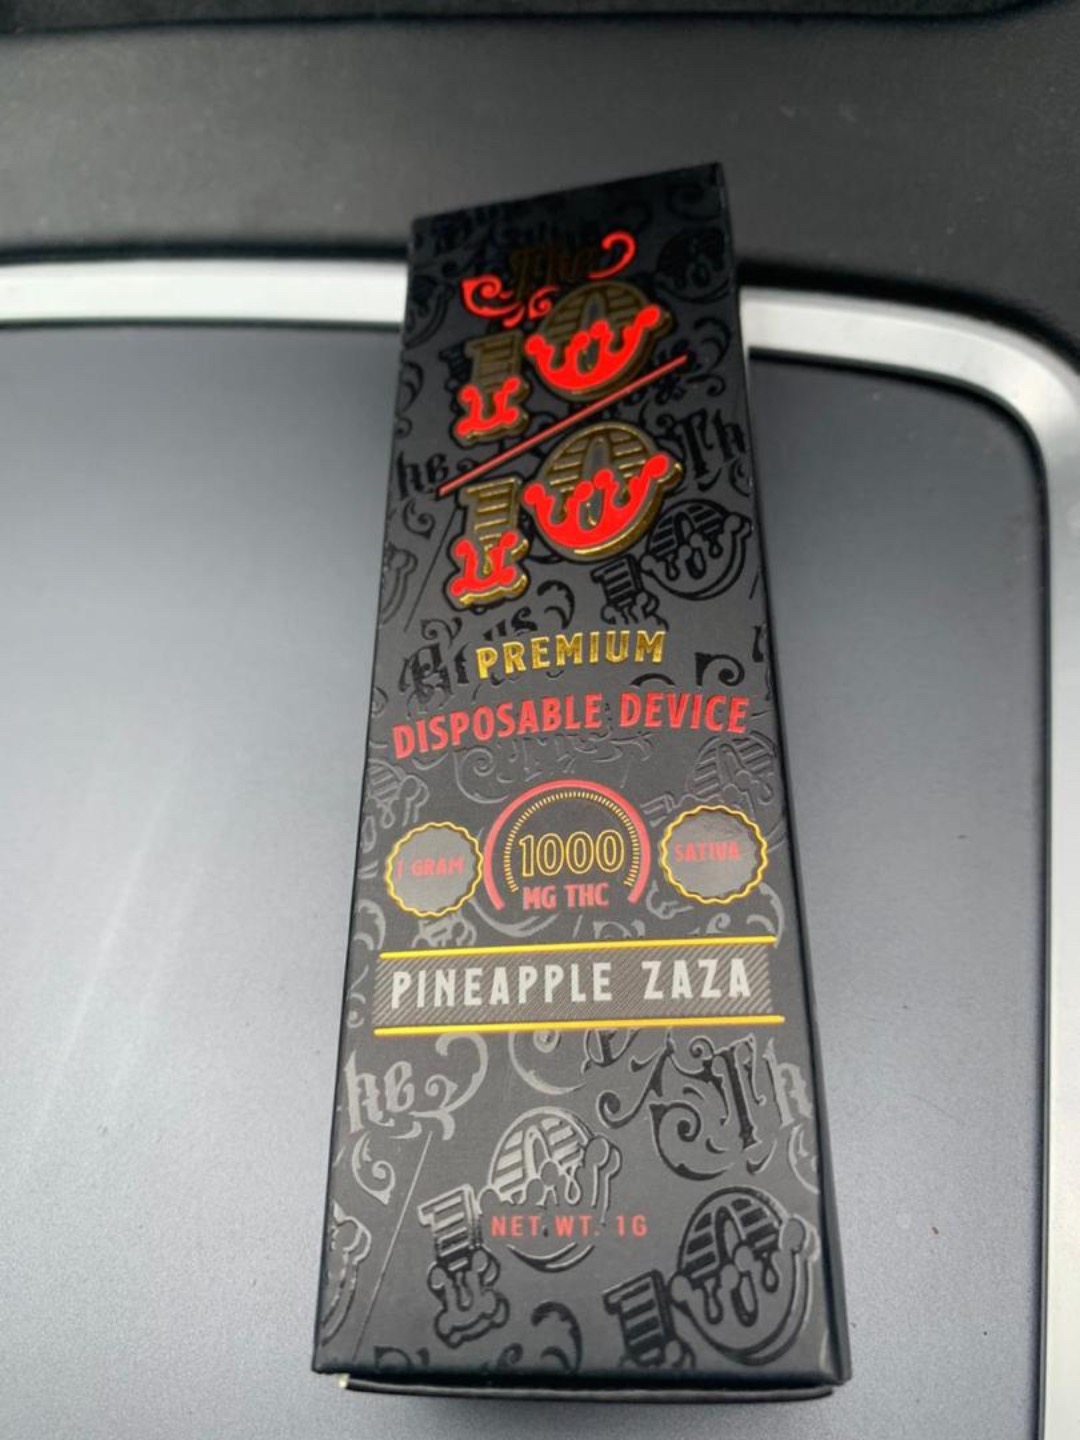 The
10
10
PREMIUM
DISPOSABLE DEVICE
1 GRAM
1000
MG THC
SATIVA
PINEAPPLE ZAZA
NET WT. 1G